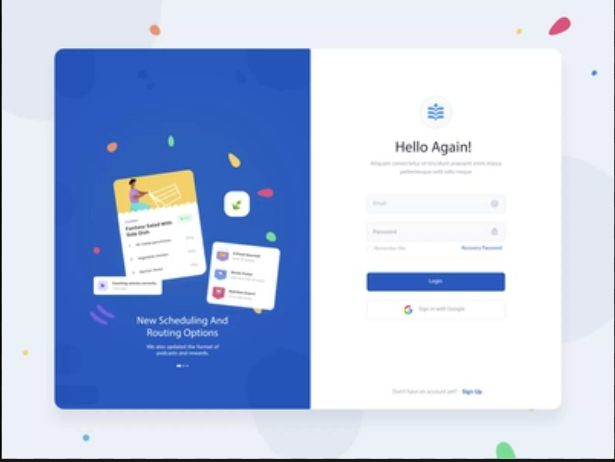 Fantuna Salad With
Side Dish
New Scheduling And
Routing Options
We also updated the format of
podcasts and rewards.
Hello Again!
Aliquam consectetur et tincidunt praesent enim massa
pellentesque velit odio neque
Email
Password
Remember Me
Recovery Password
Login
Sign in with Google
Don't have an account yet? Sign Up